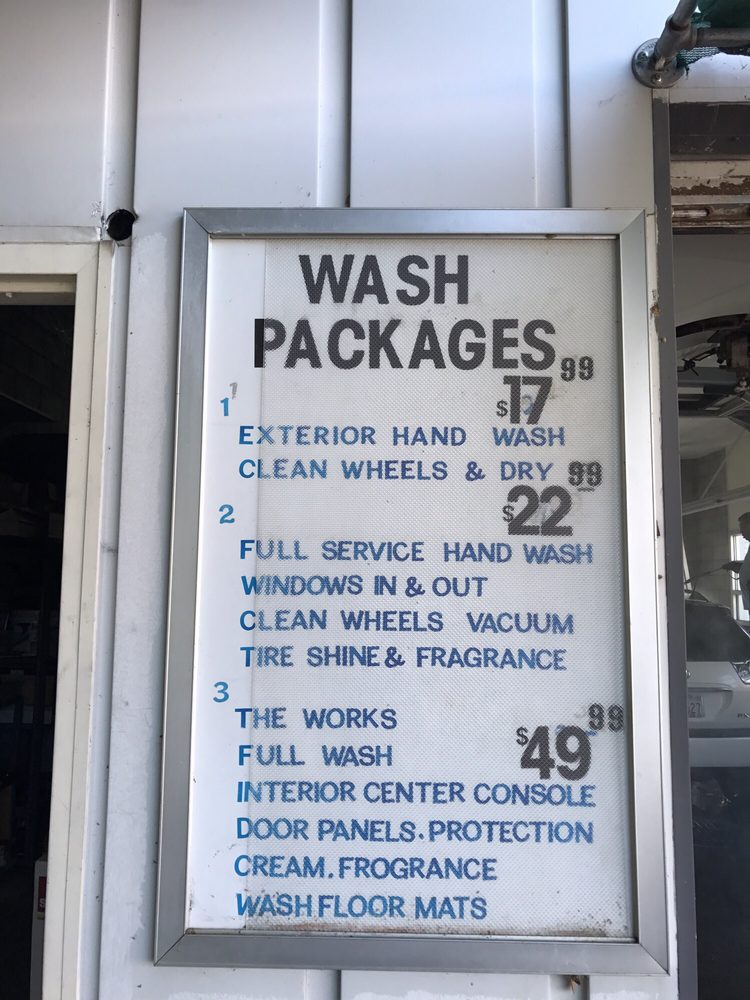 WASH
PACKAGES
1 $17 99
EXTERIOR HAND WASH
CLEAN WHEELS & DRY
2 $22 99
FULL SERVICE HAND WASH
WINDOWS IN & OUT
CLEAN WHEELS VACUUM
TIRE SHINE & FRAGRANCE
3
THE WORKS
FULL WASH $49 99
INTERIOR CENTER CONSOLE
DOOR PANELS. PROTECTION
CREAM. FROGRANCE
WASH FLOOR MATS